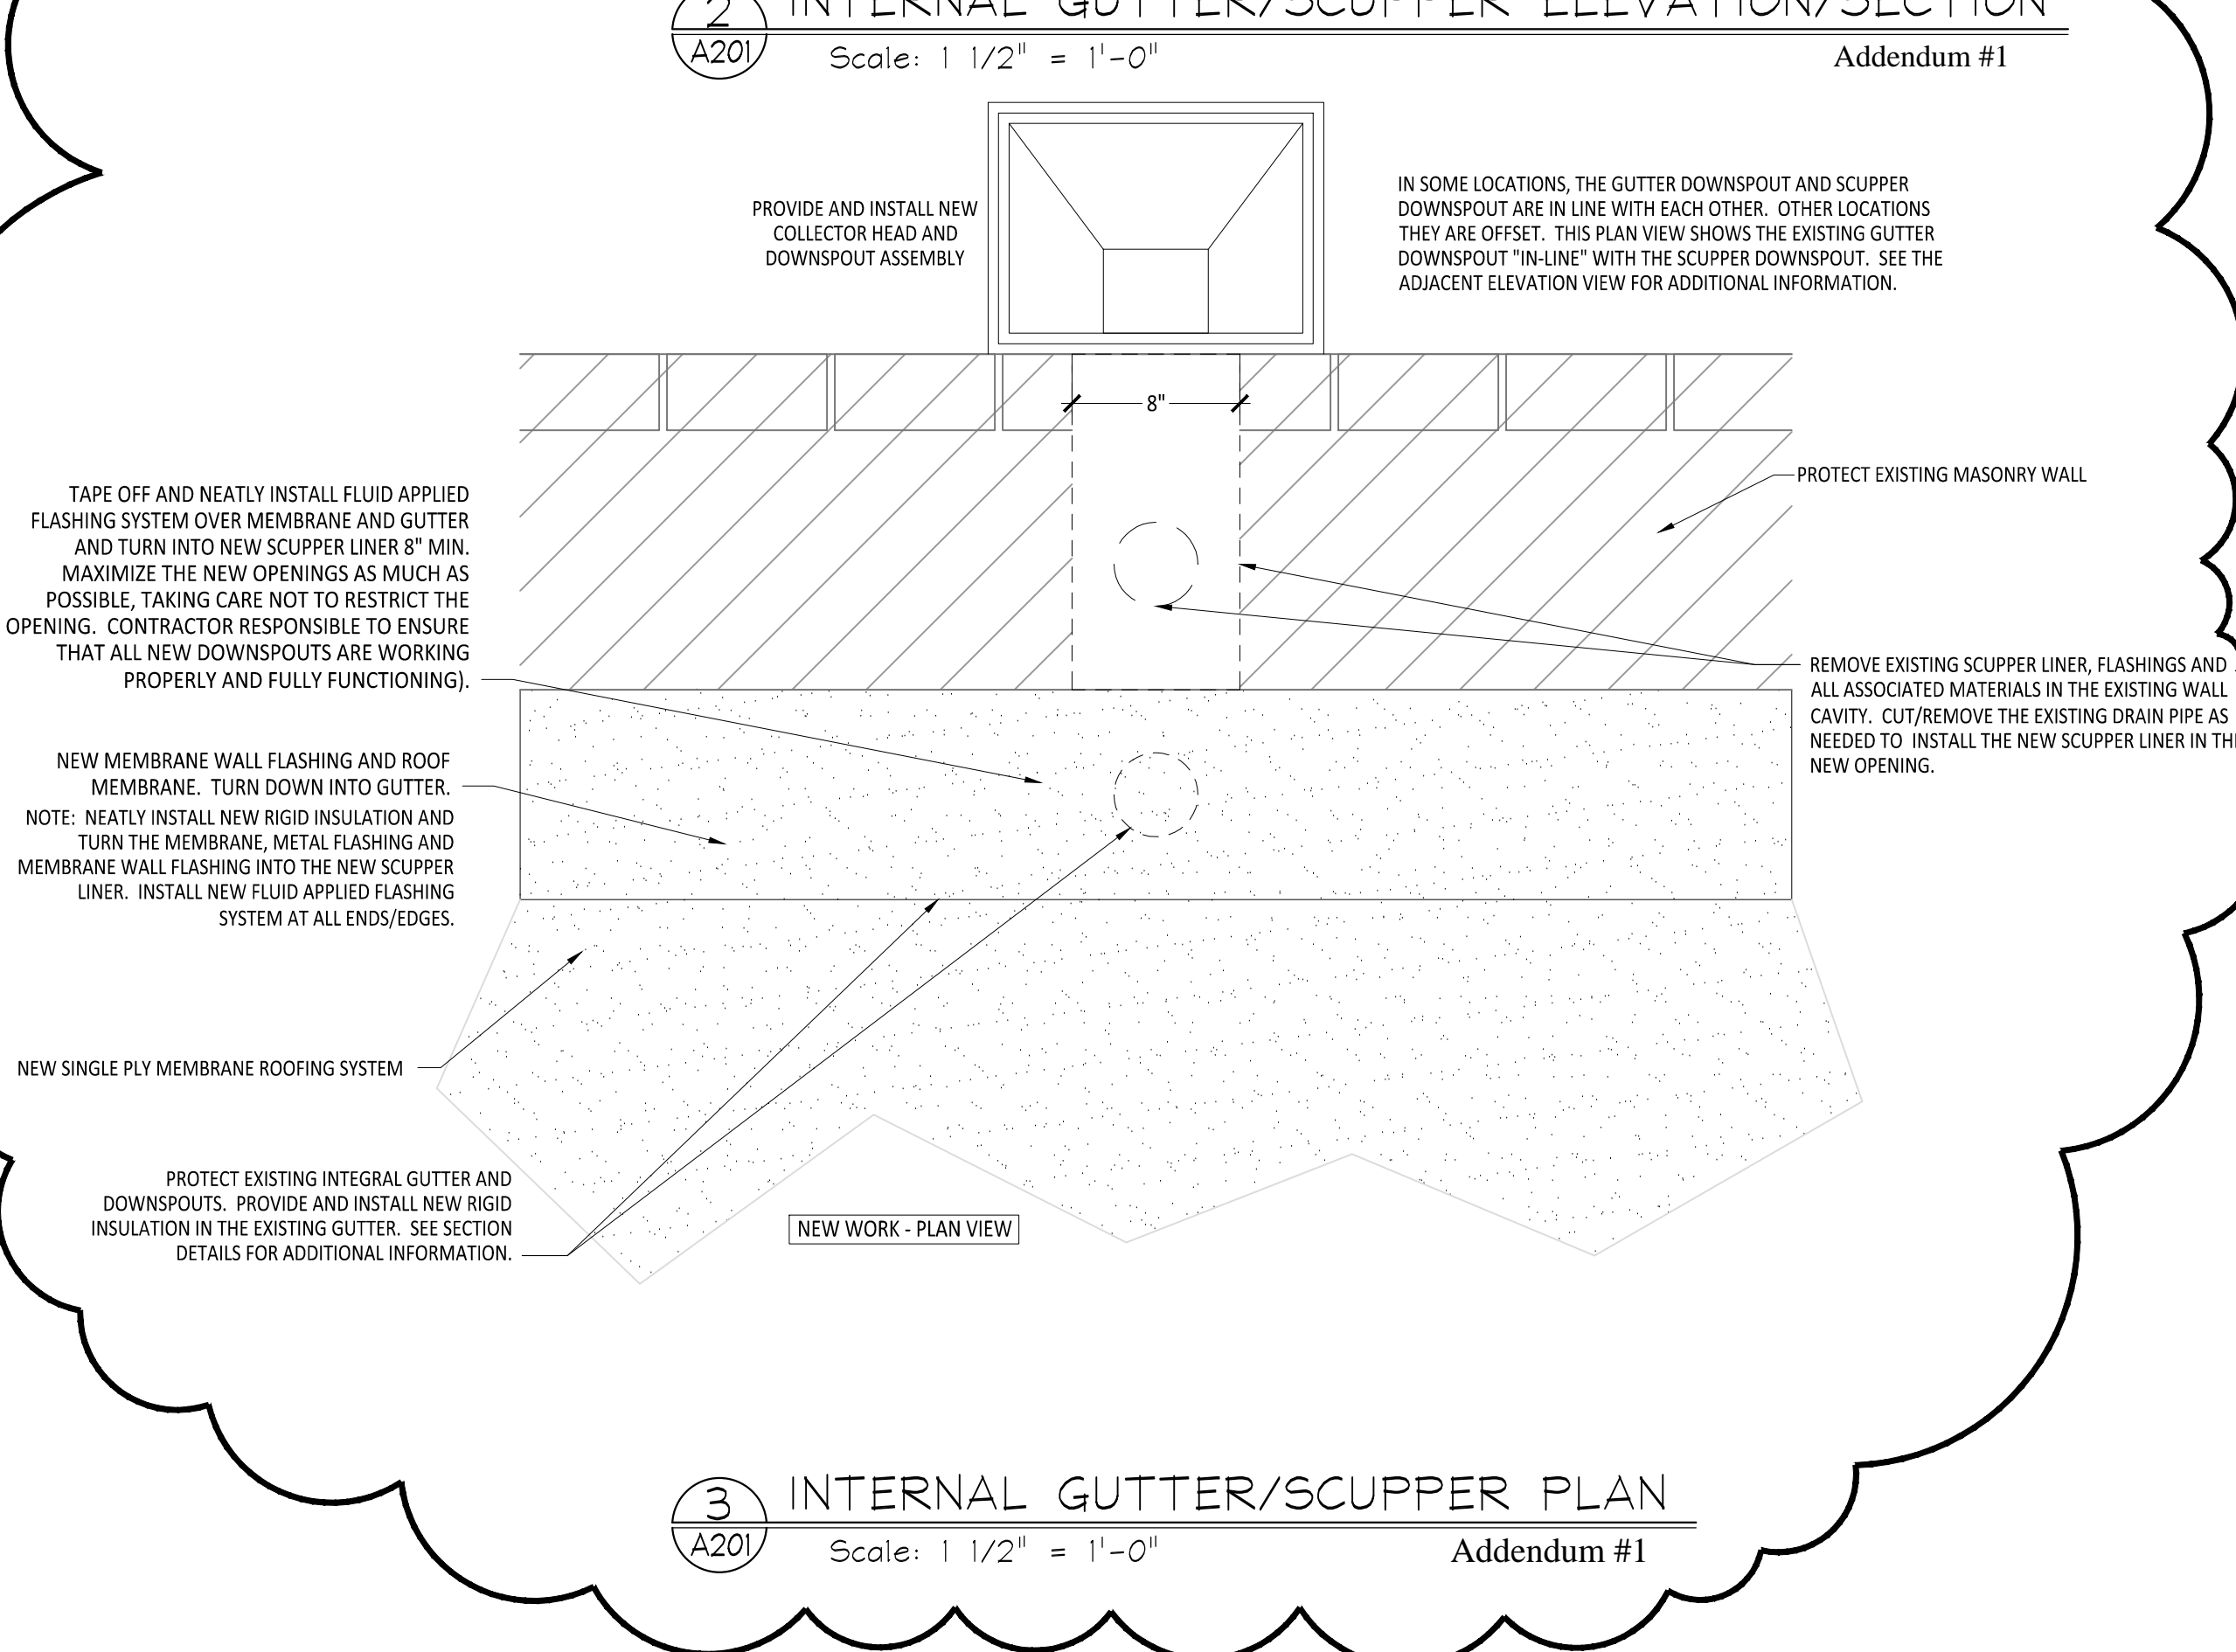 2 INTERNAL GUTTER/SCUPPER ELEVATION/SECTION
A201 Scale: 1 1/2" = 1'-0" Addendum #1
PROVIDE AND INSTALL NEW
COLLECTOR HEAD AND
DOWNSPOUT ASSEMBLY
IN SOME LOCATIONS, THE GUTTER DOWNSPOUT AND SCUPPER
DOWNSPOUT ARE IN LINE WITH EACH OTHER. OTHER LOCATIONS
THEY ARE OFFSET. THIS PLAN VIEW SHOWS THE EXISTING GUTTER
DOWNSPOUT "IN-LINE" WITH THE SCUPPER DOWNSPOUT. SEE THE
ADJACENT ELEVATION VIEW FOR ADDITIONAL INFORMATION.
8"
PROTECT EXISTING MASONRY WALL
TAPE OFF AND NEATLY INSTALL FLUID APPLIED
FLASHING SYSTEM OVER MEMBRANE AND GUTTER
AND TURN INTO NEW SCUPPER LINER 8" MIN.
MAXIMIZE THE NEW OPENINGS AS MUCH AS
POSSIBLE, TAKING CARE NOT TO RESTRICT THE
OPENING. CONTRACTOR RESPONSIBLE TO ENSURE
THAT ALL NEW DOWNSPOUTS ARE WORKING
PROPERLY AND FULLY FUNCTIONING).
REMOVE EXISTING SCUPPER LINER, FLASHINGS AND
ALL ASSOCIATED MATERIALS IN THE EXISTING WALL
CAVITY. CUT/REMOVE THE EXISTING DRAIN PIPE AS
NEEDED TO INSTALL THE NEW SCUPPER LINER IN THE
NEW OPENING.
NEW MEMBRANE WALL FLASHING AND ROOF
MEMBRANE. TURN DOWN INTO GUTTER.
NOTE: NEATLY INSTALL NEW RIGID INSULATION AND
TURN THE MEMBRANE, METAL FLASHING AND
MEMBRANE WALL FLASHING INTO THE NEW SCUPPER
LINER. INSTALL NEW FLUID APPLIED FLASHING
SYSTEM AT ALL ENDS/EDGES.
NEW SINGLE PLY MEMBRANE ROOFING SYSTEM
PROTECT EXISTING INTEGRAL GUTTER AND
DOWNSPOUTS. PROVIDE AND INSTALL NEW RIGID
INSULATION IN THE EXISTING GUTTER. SEE SECTION
DETAILS FOR ADDITIONAL INFORMATION.
NEW WORK - PLAN VIEW
3 INTERNAL GUTTER/SCUPPER PLAN
A201 Scale: 1 1/2" = 1'-0" Addendum #1